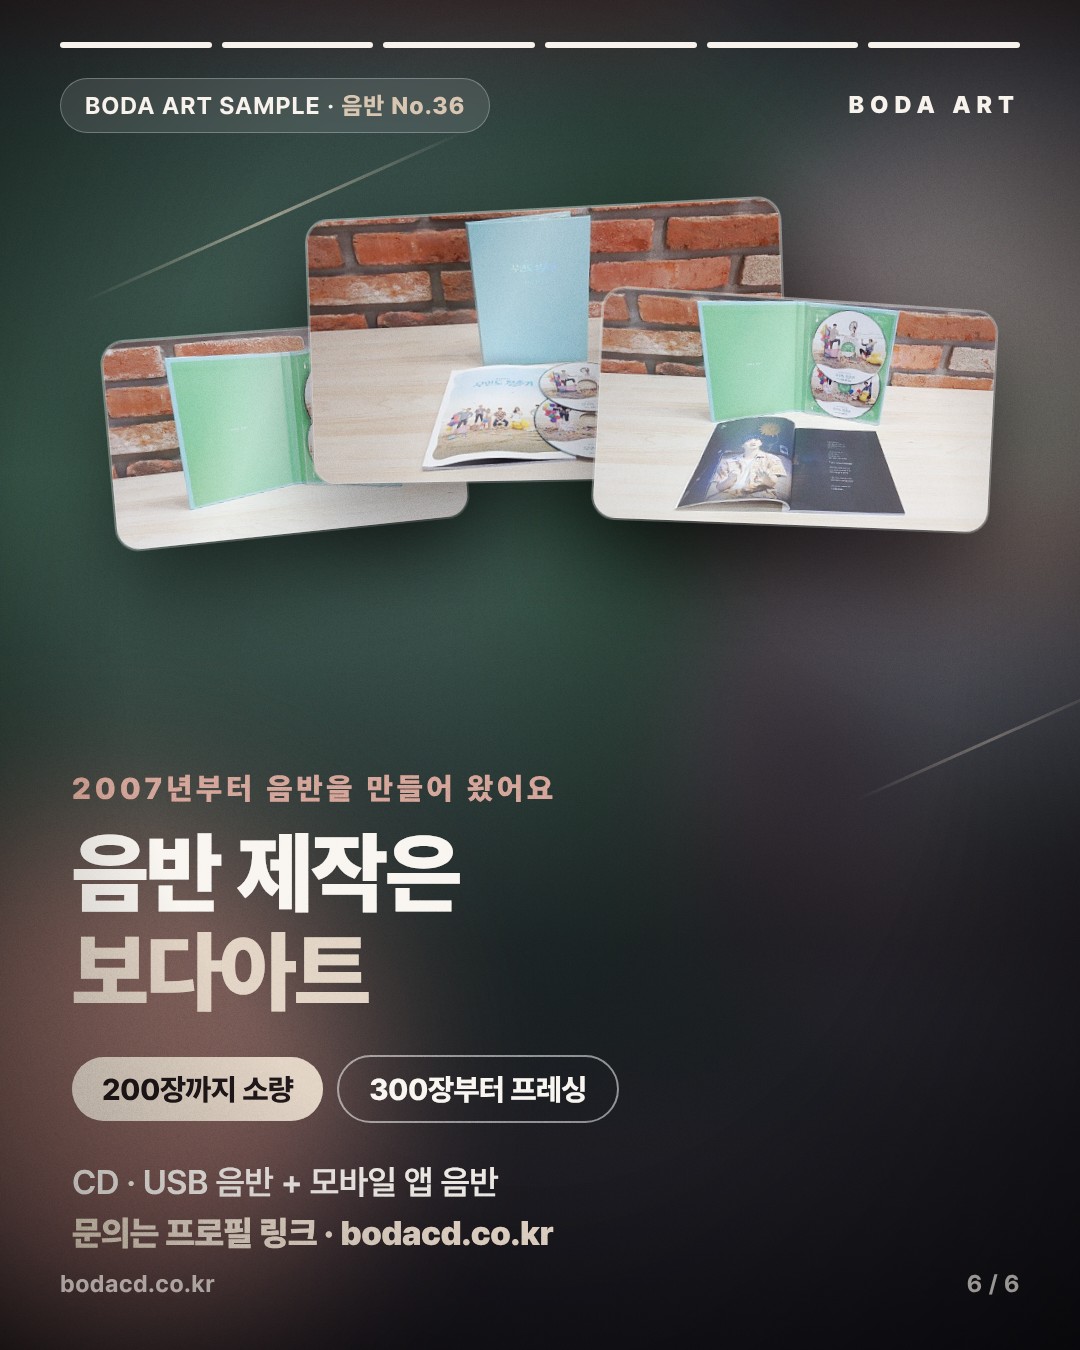 BODA ART SAMPLE · 음반 No.36
BODA ART
2007년부터 음반을 만들어 왔어요
음반 제작은
보다아트
200장까지 소량
300장부터 프레싱
CD · USB 음반 + 모바일 앱 음반
문의는 프로필 링크 · bodacd.co.kr
bodacd.co.kr
6 / 6